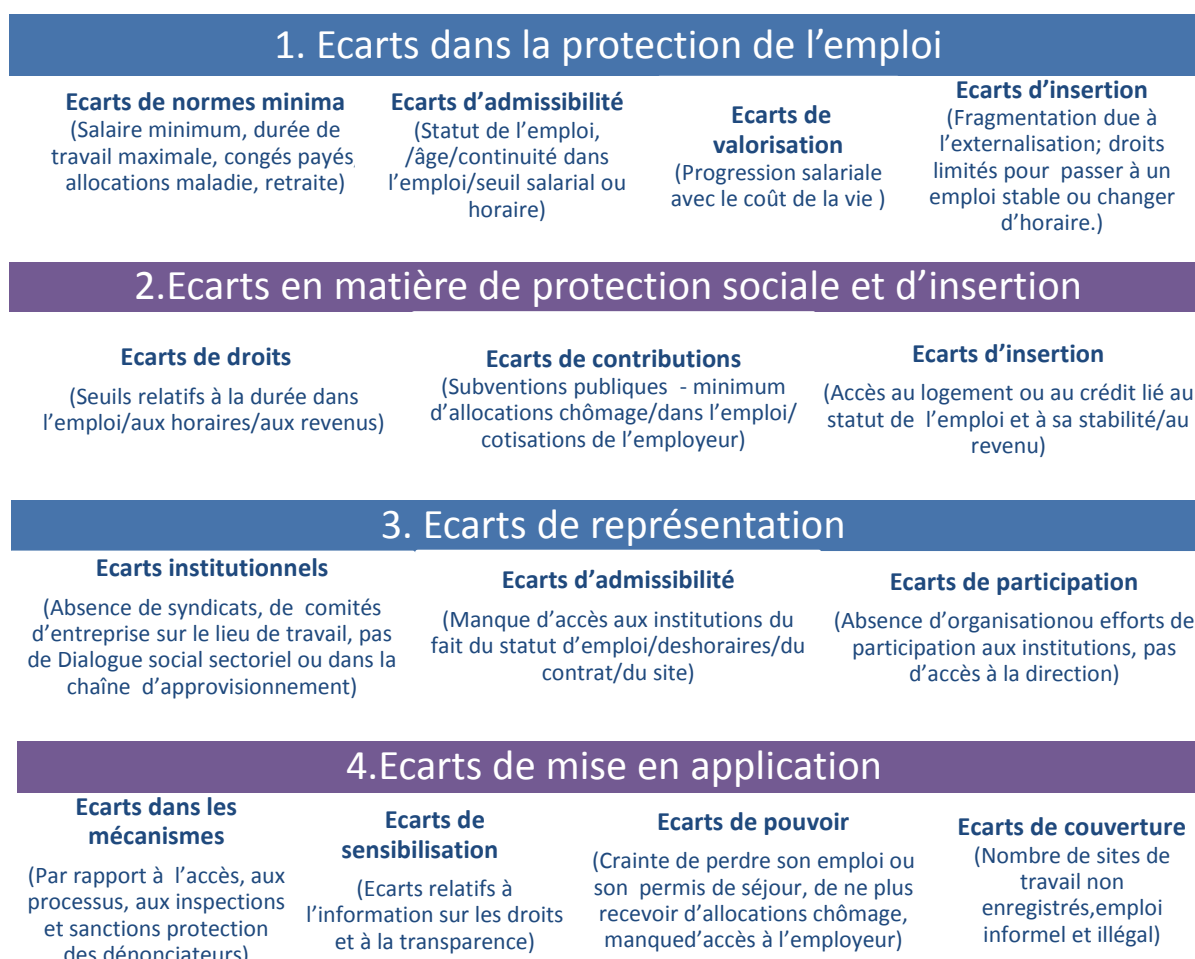 1. Ecarts dans la protection de l’emploi
Ecarts de normes minima
(Salaire minimum, durée de
travail maximale, congés payés,
allocations maladie, retraite)
Ecarts d’admissibilité
(Statut de l’emploi,
/âge/continuité dans
l’emploi/seuil salarial ou
horaire)
Ecarts de
valorisation
(Progression salariale
avec le coût de la vie )
Ecarts d’insertion
(Fragmentation due à
l’externalisation; droits
limités pour passer à un
emploi stable ou changer
d’horaire.)
2.Ecarts en matière de protection sociale et d’insertion
Ecarts de droits
(Seuils relatifs à la durée dans
l’emploi/aux horaires/aux revenus)
Ecarts de contributions
(Subventions publiques - minimum
d’allocations chômage/dans l’emploi/
cotisations de l’employeur)
Ecarts d’insertion
(Accès au logement ou au crédit lié au
statut de l’emploi et à sa stabilité/au
revenu)
3. Ecarts de représentation
Ecarts institutionnels
(Absence de syndicats, de comités
d’entreprise sur le lieu de travail, pas
de Dialogue social sectoriel ou dans la
chaîne d’approvisionnement)
Ecarts d’admissibilité
(Manque d’accès aux institutions du
fait du statut d’emploi/deshoraires/du
contrat/du site)
Ecarts de participation
(Absence d’organisationou efforts de
participation aux institutions, pas
d’accès à la direction)
4.Ecarts de mise en application
Ecarts dans les
mécanismes
(Par rapport à l’accès, aux
processus, aux inspections
et sanctions protection
des dénonciateurs)
Ecarts de
sensibilisation
(Ecarts relatifs à
l’information sur les droits
et à la transparence)
Ecarts de pouvoir
(Crainte de perdre son emploi ou
son permis de séjour, de ne plus
recevoir d’allocations chômage,
manqued’accès à l’employeur)
Ecarts de couverture
(Nombre de sites de
travail non
enregistrés,emploi
informel et illégal)